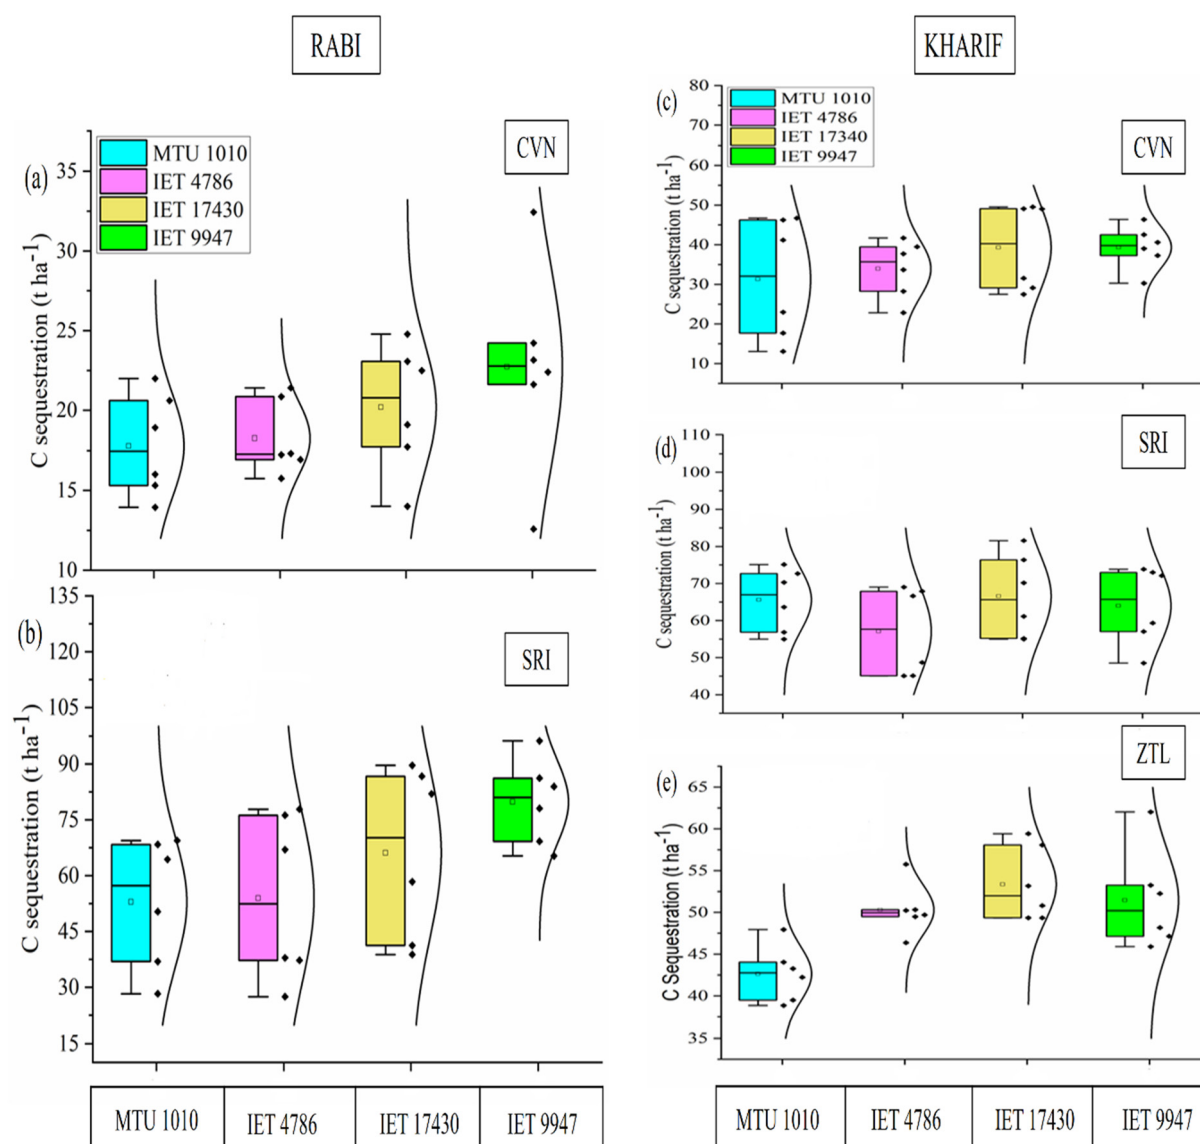 RABI
KHARIF
(a)
CVN
MTU 1010
IET 4786
IET 17430
IET 9947
C sequestration (t ha-1)
35
30
25
20
15
10
(b)
SRI
C sequestration (t ha-1)
135
120
105
90
75
60
45
30
15
MTU 1010
IET 4786
IET 17430
IET 9947
(c)
CVN
MTU 1010
IET 4786
IET 17340
IET 9947
C sequestration (t ha-1)
80
70
60
50
40
30
20
10
(d)
SRI
C sequestration (t ha-1)
110
100
90
80
70
60
50
40
(e)
ZTL
C Sequestration (t ha-1)
65
60
55
50
45
40
35
MTU 1010
IET 4786
IET 17430
IET 9947